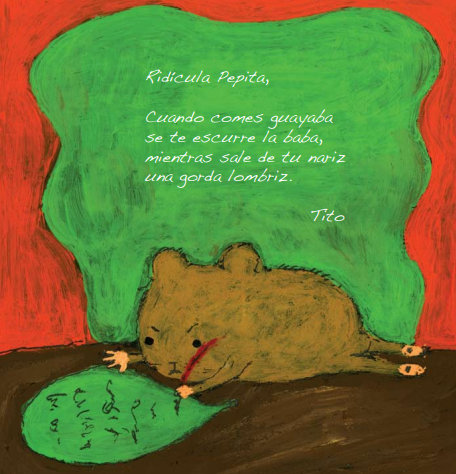 Ridícula Pepita,
Cuando comes guayaba
se te escurre la baba,
mientras sale de tu nariz
una gorda lombriz.
Tito